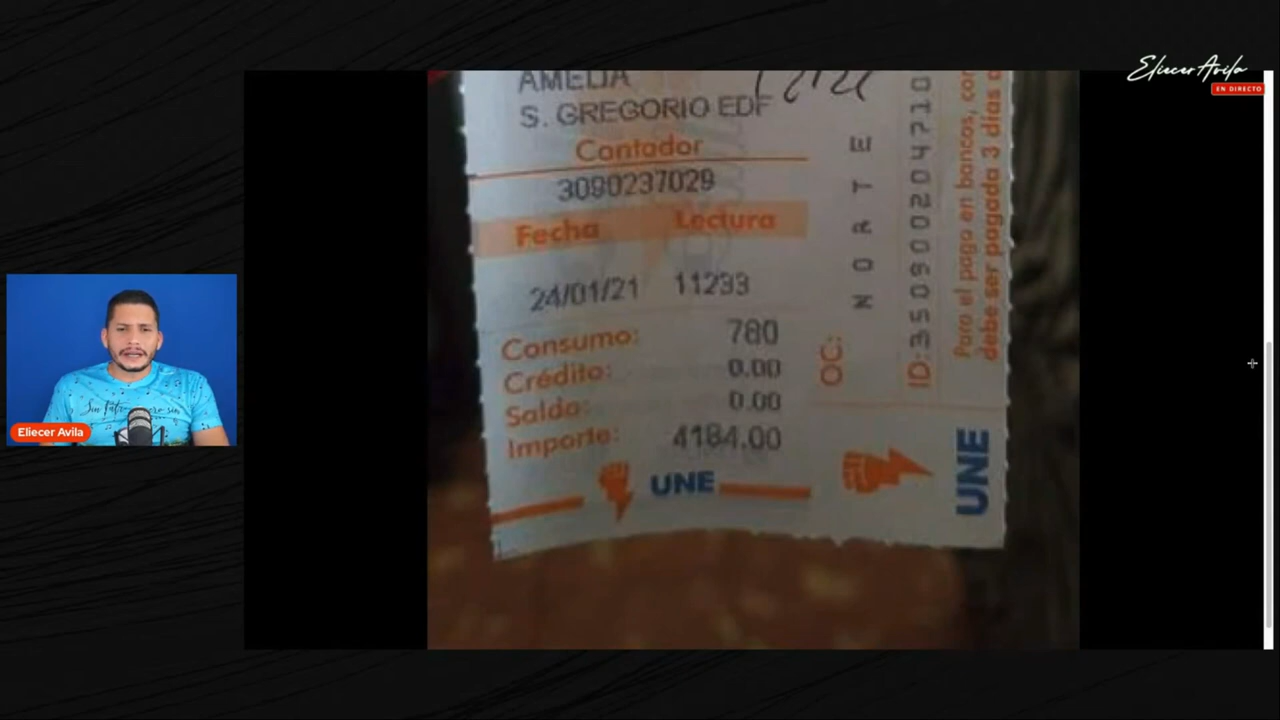 Eliecer Avila
EN DIRECTO
AMELIA
S. GREGORIO EDF
Contador
3090237029
Fecha Lectura
24/01/21 11233
Consumo: 780
Crédito: 0.00
Saldo: 0.00
Importe: 4184.00
UNE
NORTE
OC:
ID:350900204710
Para el pago en bancos, con
debe ser pagada 3 días
UNE
Sin
Eliecer Avila